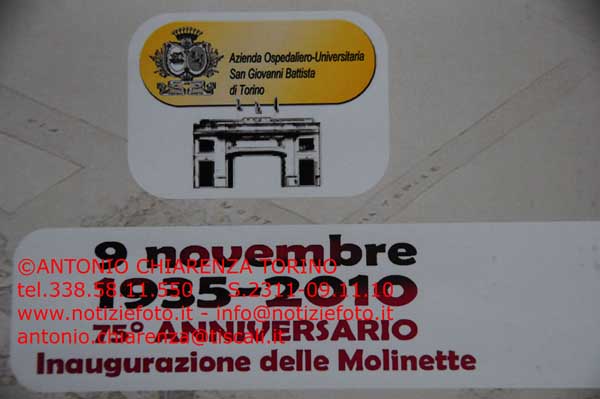 Azienda Ospedaliero-Universitaria
San Giovanni Battista
di Torino
9 novembre
©ANTONIO CHIARENZA TORINO
1935-2010
tel.338.58.11.550 S.2311-09.11.10
www.notiziefoto.it - info@notiziefoto.it
75° ANNIVERSARIO
antonio.chiarenza@tiscali.it
Inaugurazione delle Molinette